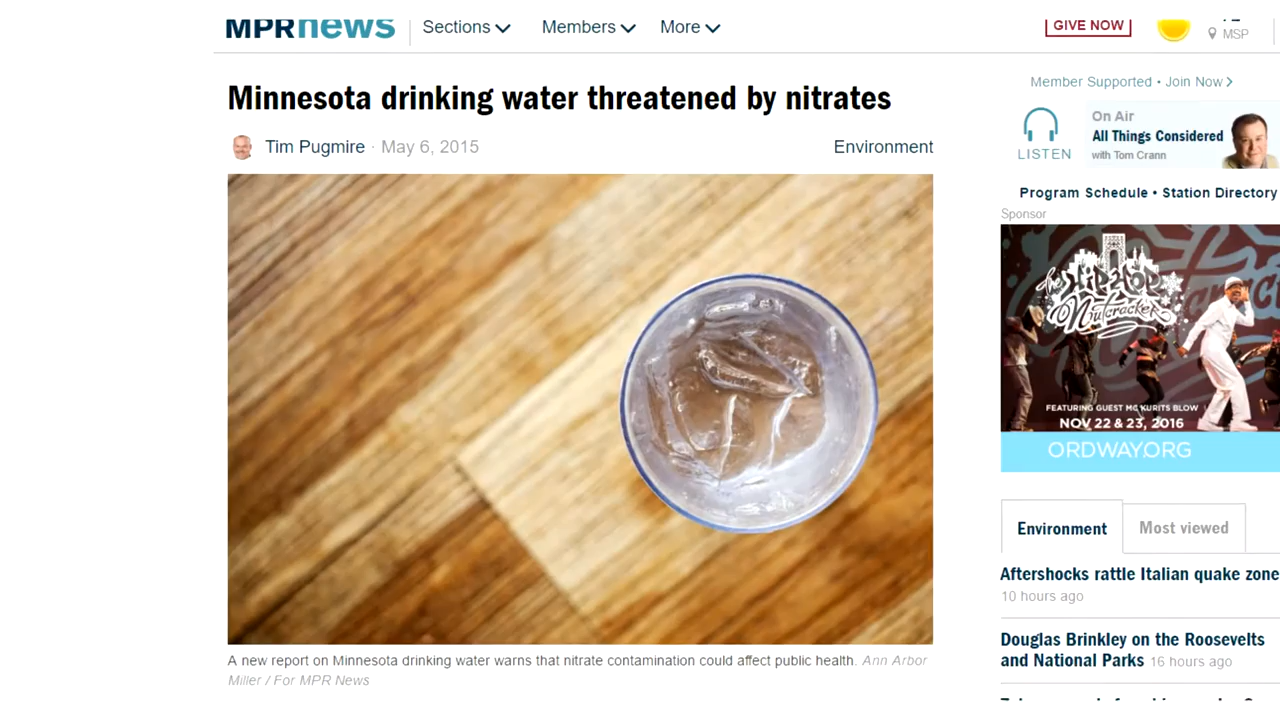 MPRnews
Sections
Members
More
GIVE NOW
MSP
Minnesota drinking water threatened by nitrates
Tim Pugmire · May 6, 2015
Environment
A new report on Minnesota drinking water warns that nitrate contamination could affect public health. Ann Arbor
Miller / For MPR News
Member Supported • Join Now
LISTEN
On Air
All Things Considered
with Tom Crann
Program Schedule • Station Directory
Sponsor
the
HIP HOP
Nutcracker
FEATURING GUEST MC KURITS BLOW
NOV 22 & 23, 2016
ORDWAY.ORG
Environment
Most viewed
Aftershocks rattle Italian quake zone
10 hours ago
Douglas Brinkley on the Roosevelts
and National Parks 16 hours ago